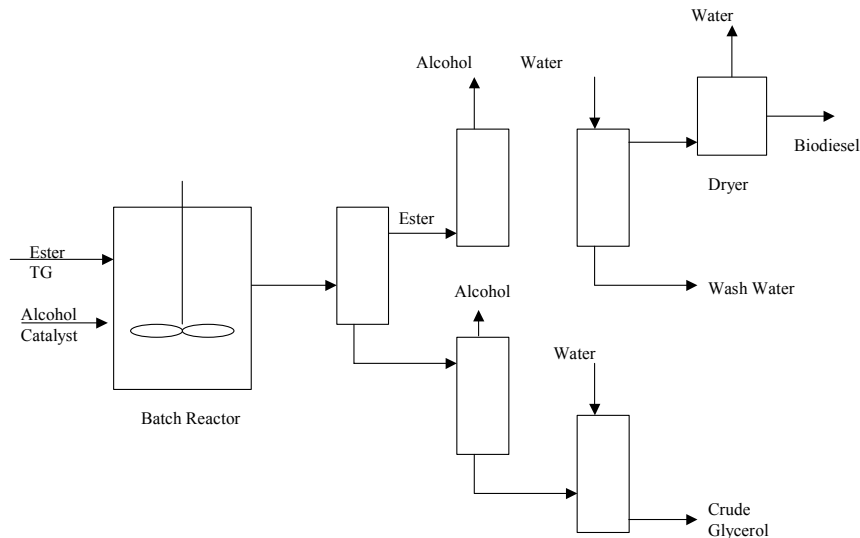 Water
Alcohol
Water
Biodiesel
Dryer
Ester
Ester
TG
Wash Water
Alcohol
Alcohol
Catalyst
Water
Batch Reactor
Crude
Glycerol